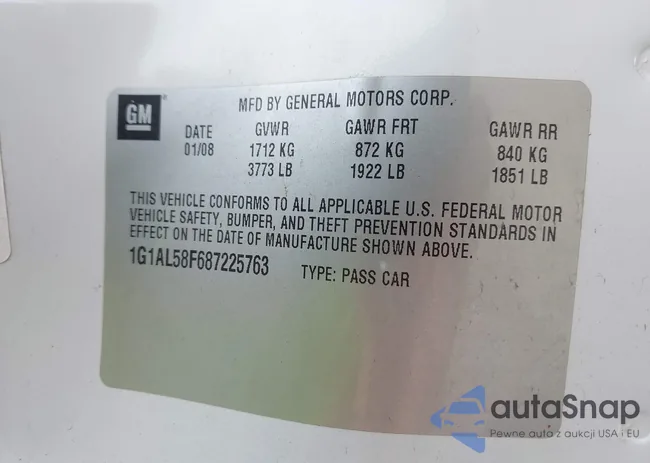 GM
MFD BY GENERAL MOTORS CORP.
DATE GVWR GAWR FRT GAWR RR
01/08 1712 KG 872 KG 840 KG
3773 LB 1922 LB 1851 LB
THIS VEHICLE CONFORMS TO ALL APPLICABLE U.S. FEDERAL MOTOR
VEHICLE SAFETY, BUMPER, AND THEFT PREVENTION STANDARDS IN
EFFECT ON THE DATE OF MANUFACTURE SHOWN ABOVE.
1G1AL58F687225763 TYPE: PASS CAR
autaSnap
Pewne auta z aukcji USA i EU